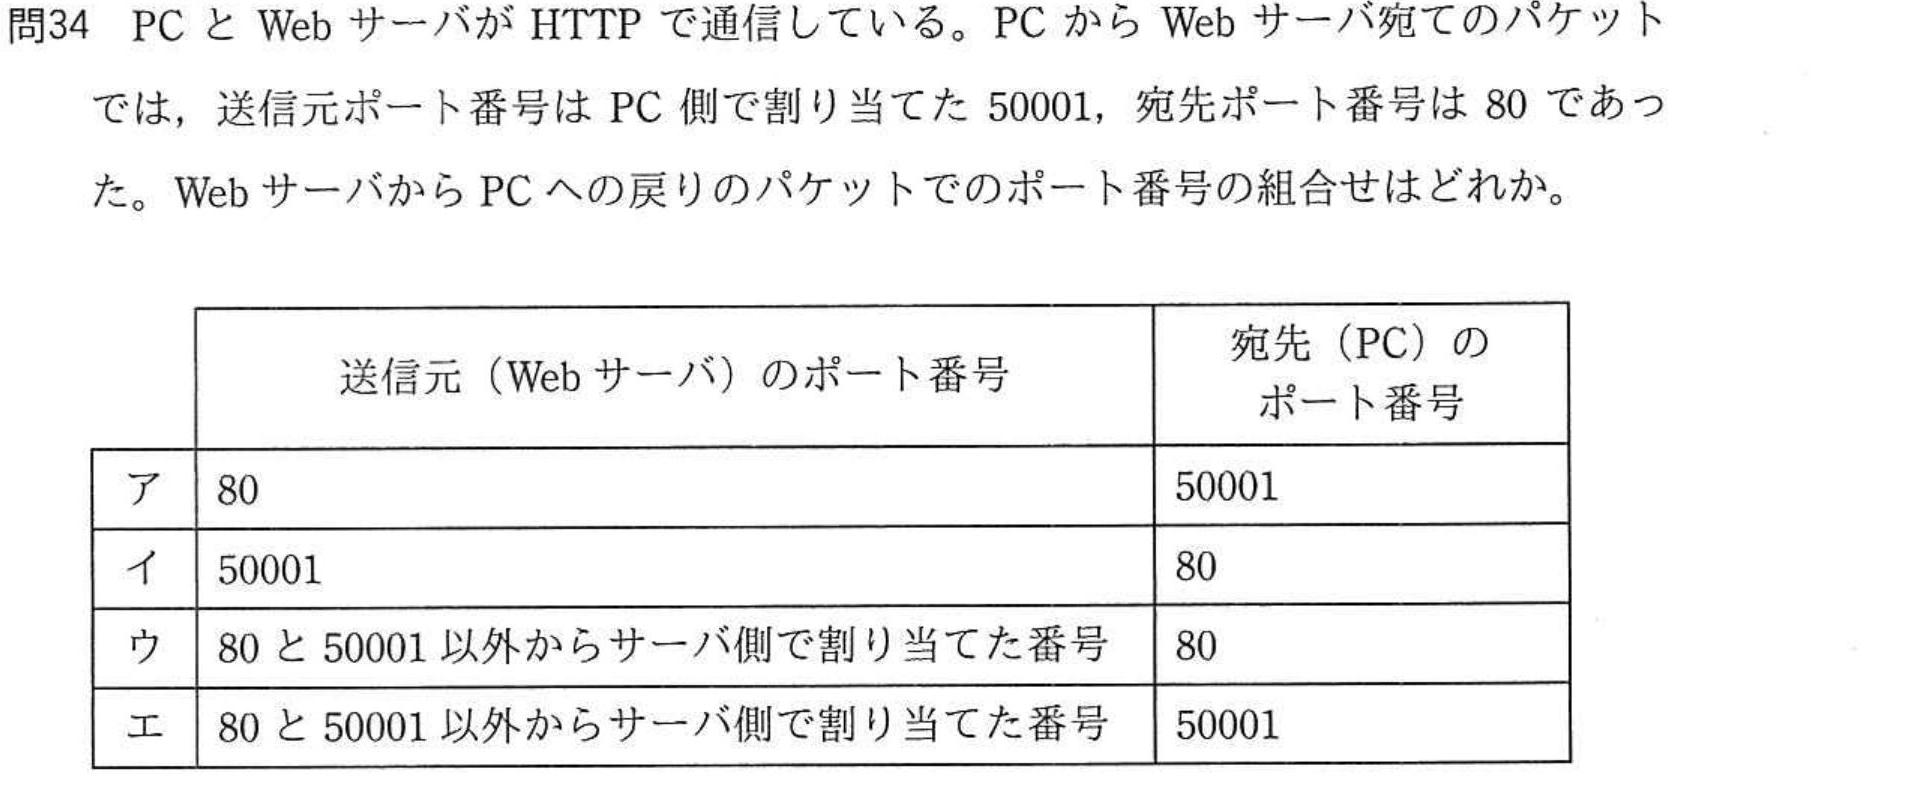 問34 PC と Web サーバが HTTP で通信している。PC から Web サーバ宛てのパケット
では，送信元ポート番号は PC 側で割り当てた 50001，宛先ポート番号は 80 であっ
た。Web サーバから PC への戻りのパケットでのポート番号の組合せはどれか。
送信元（Web サーバ）のポート番号
宛先（PC）の
ポート番号
ア 80 50001
イ 50001 80
ウ 80 と 50001 以外からサーバ側で割り当てた番号 80
エ 80 と 50001 以外からサーバ側で割り当てた番号 50001